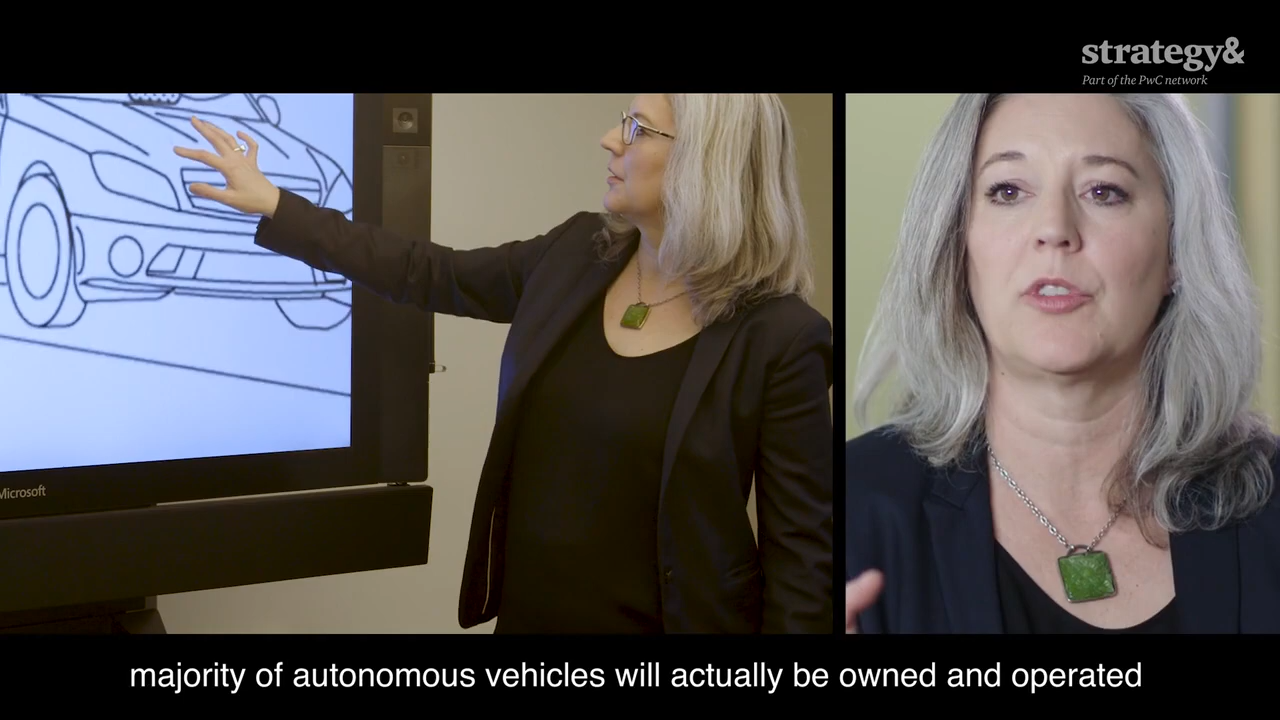 strategy&
Part of the PwC network
Microsoft
majority of autonomous vehicles will actually be owned and operated